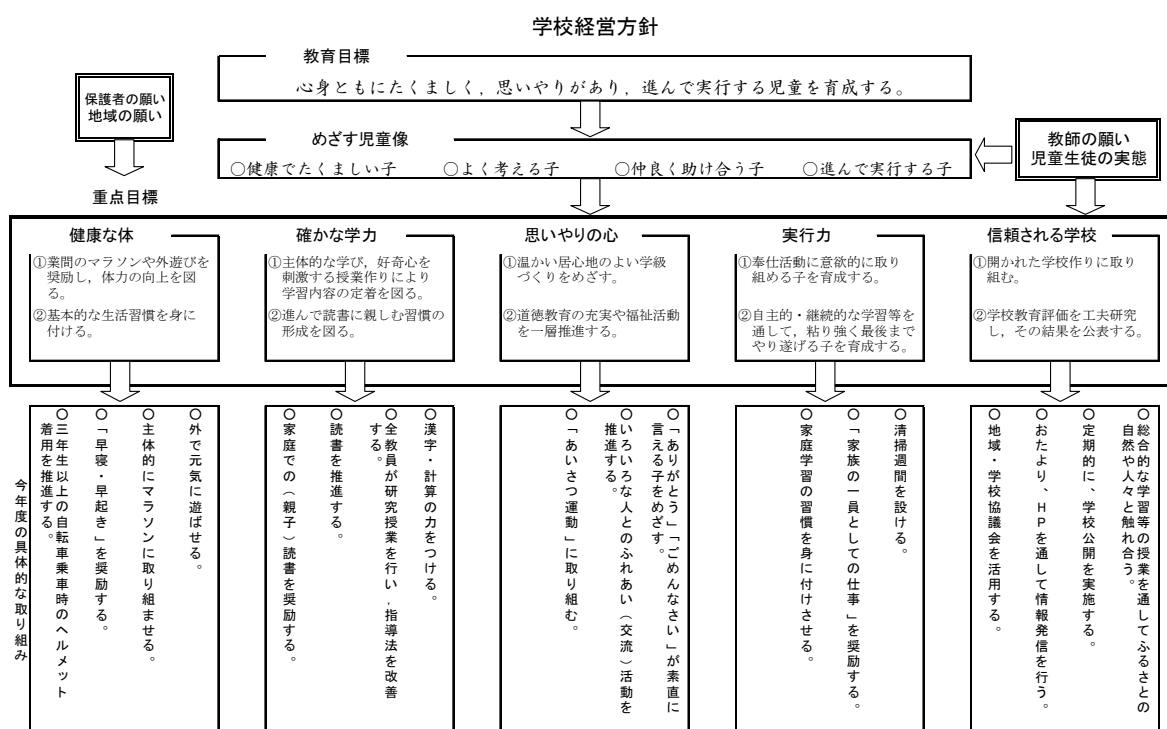 学校経営方針
教育目標
心身ともにたくましく，思いやりがあり，進んで実行する児童を育成する。
保護者の願い
地域の願い
めざす児童像
○健康でたくましい子 ○よく考える子 ○仲良く助け合う子 ○進んで実行する子
教師の願い
児童生徒の実態
重点目標
健康な体
①業間のマラソンや外遊びを
奨励し，体力の向上を図
る。
②基本的な生活習慣を身に
付ける。
確かな学力
①主体的な学び，好奇心を
刺激する授業作りにより
学習内容の定着を図る。
②進んで読書に親しむ習慣の
形成を図る。
思いやりの心
①温かい居心地のよい学級
づくりをめざす。
②道徳教育の充実や福祉活動
を一層推進する。
実行力
①奉仕活動に意欲的に取り
組める子を育成する。
②自主的・継続的な学習等を
通して，粘り強く最後まで
やり遂げる子を育成する。
信頼される学校
①開かれた学校作りに取り
組む。
②学校教育評価を工夫研究
し，その結果を公表する。
今年度の具体的な取り組み
○外で元気に遊ばせる。
○主体的にマラソンに取り組ませる。
○「早寝・早起き」を奨励する。
○三年生以上の自転車乗車時のヘルメット
着用を推進する。
○漢字・計算の力をつける。
○全教員が研究授業を行い，指導法を改善
する。
○読書を推進する。
○家庭での（親子）読書を奨励する。
○「ありがとう」「ごめんなさい」が素直に
言える子をめざす。
○いろいろな人とのふれあい（交流）活動を
推進する。
○「あいさつ運動」に取り組む。
○清掃週間を設ける。
○「家族の一員としての仕事」を奨励する。
○家庭学習の習慣を身に付けさせる。
○総合的な学習等の授業を通してふるさとの
自然や人々と触れ合う。
○定期的に、学校公開を実施する。
○おたより、HPを通して情報発信を行う。
○地域・学校協議会を活用する。